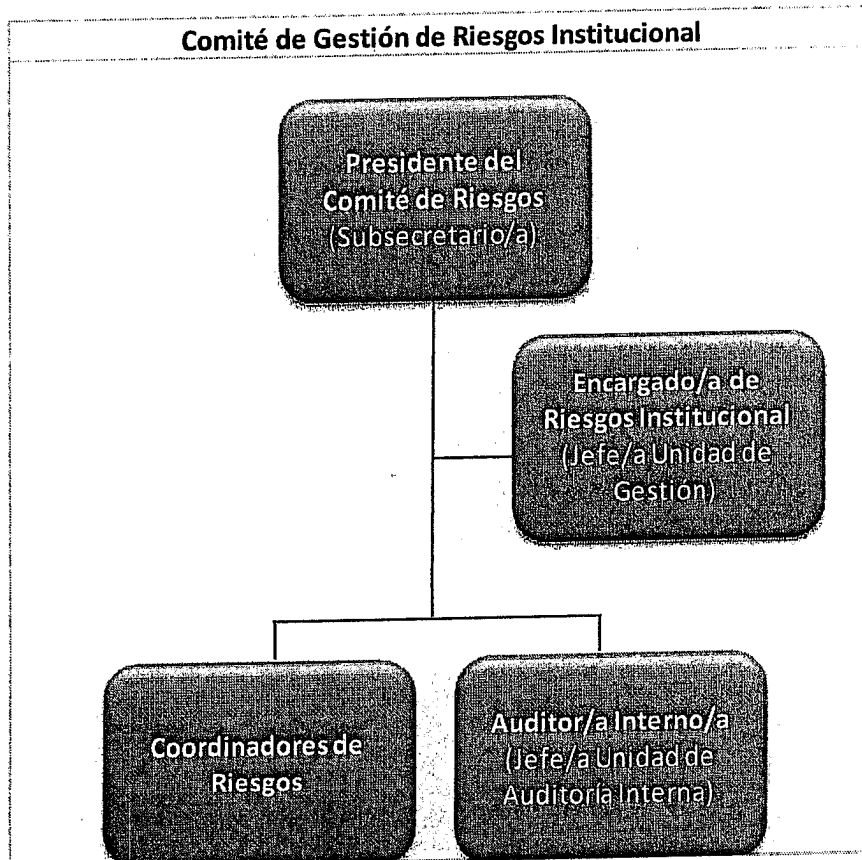 Comité de Gestión de Riesgos Institucional
Presidente del
Comité de Riesgos
(Subsecretario/a)
Encargado/a de
Riesgos Institucional
(Jefe/a Unidad de
Gestión)
Coordinadores de
Riesgos
Auditor/a Interno/a
(Jefe/a Unidad de
Auditoría Interna)